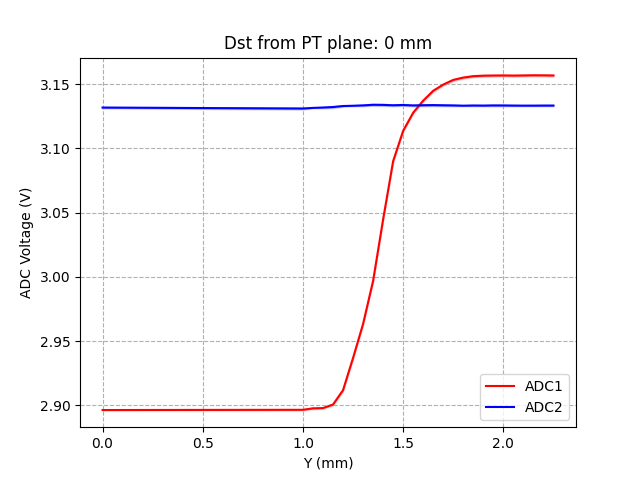 Dst from PT plane: 0 mm
ADC Voltage (V)
3.15
3.10
3.05
3.00
2.95
2.90
0.0 0.5 1.0 1.5 2.0
Y (mm)
ADC1
ADC2